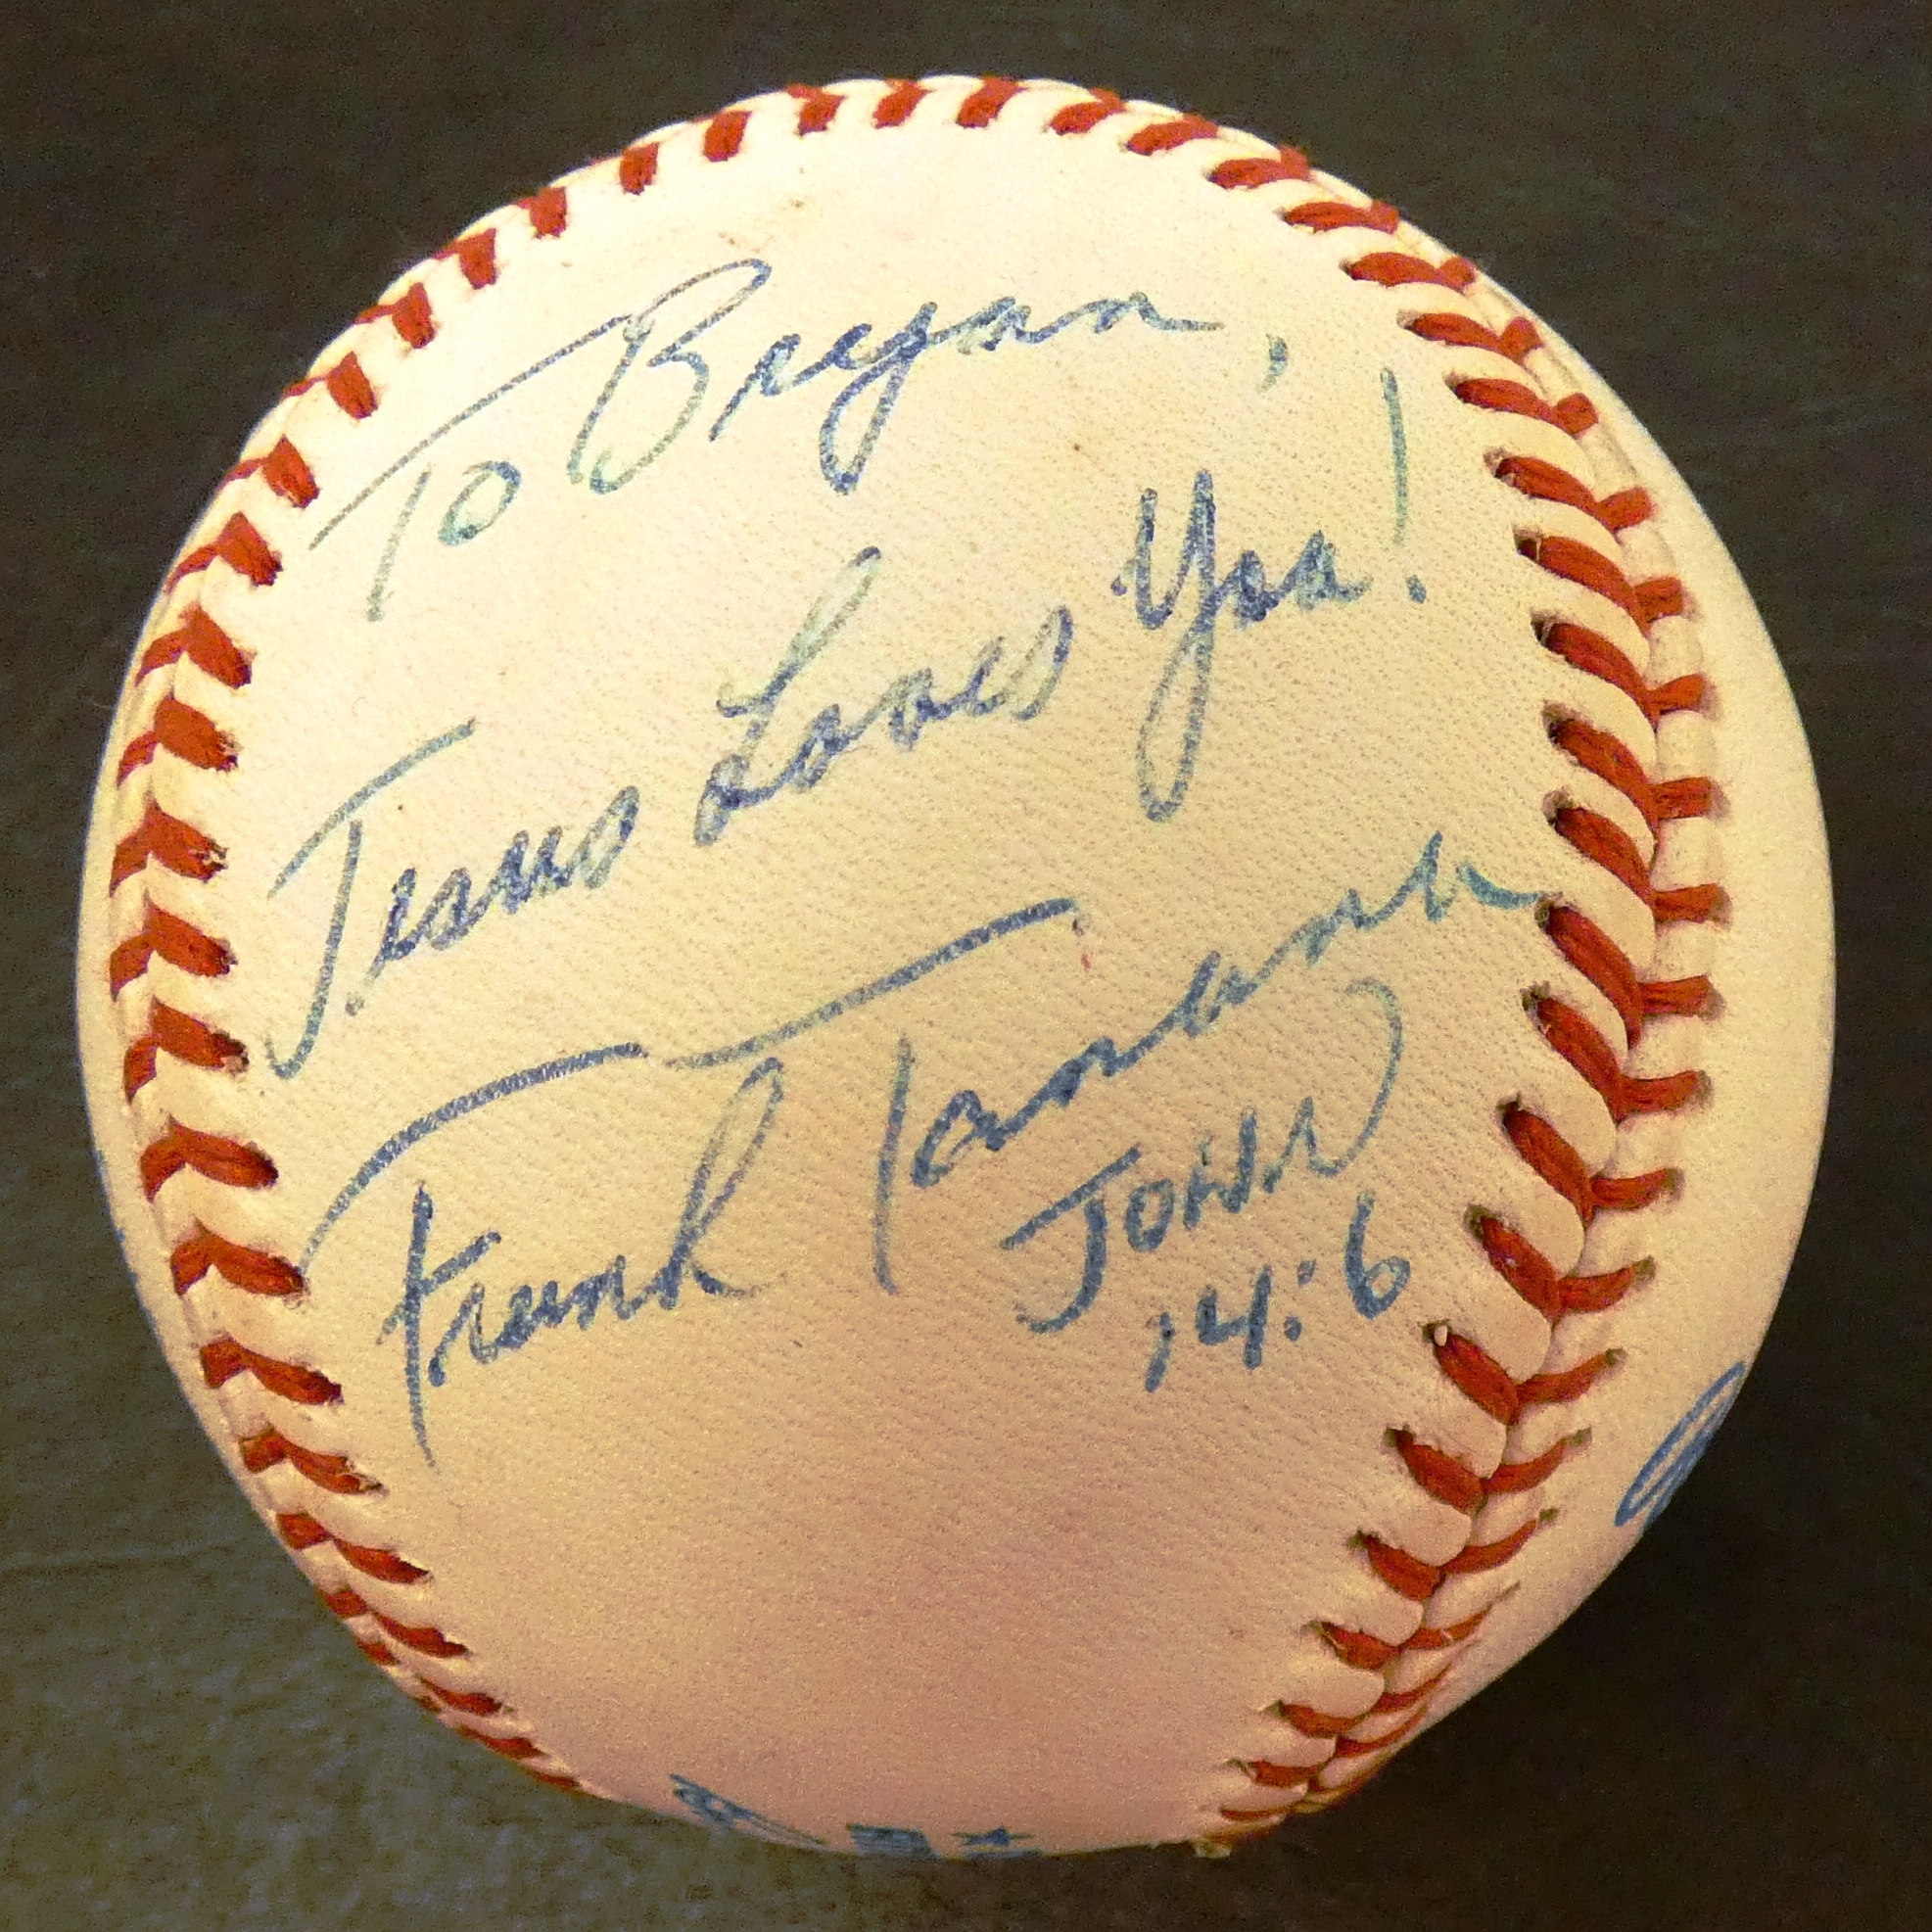 To Bryan,
Jesus Loves You!
Frank Tanana
JOHN
14:6